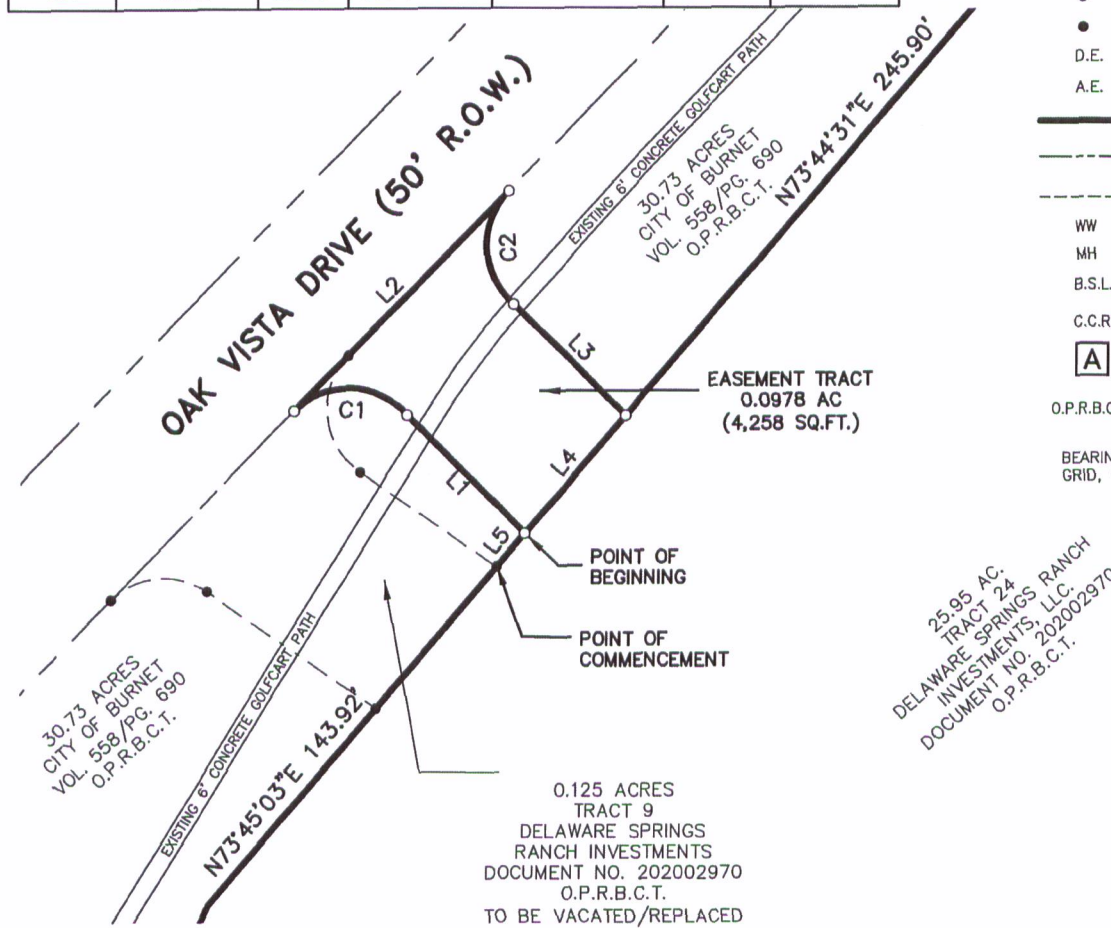 OAK VISTA DRIVE (50' R.O.W.)
EXISTING 6' CONCRETE GOLFCART PATH
30.73 ACRES
CITY OF BURNET
VOL. 558/PG. 690
O.P.R.B.C.T.
N73°44'31"E 245.90'
D.E.
A.E.
WW
MH
B.S.L.
C.C.R
A
O.P.R.B.C
BEARIN
GRID,
L2
C2
L3
C1
L1
L4
L5
EASEMENT TRACT
0.0978 AC
(4,258 SQ.FT.)
POINT OF
BEGINNING
POINT OF
COMMENCEMENT
25.95 AC.
TRACT 24
DELAWARE SPRINGS RANCH
INVESTMENTS, LLC.
DOCUMENT NO. 202002970
O.P.R.B.C.T.
30.73 ACRES
CITY OF BURNET
VOL. 558/PG. 690
O.P.R.B.C.T.
EXISTING 6' CONCRETE GOLFCART PATH
N73°45'03"E 143.92'
0.125 ACRES
TRACT 9
DELAWARE SPRINGS
RANCH INVESTMENTS
DOCUMENT NO. 202002970
O.P.R.B.C.T.
TO BE VACATED/REPLACED